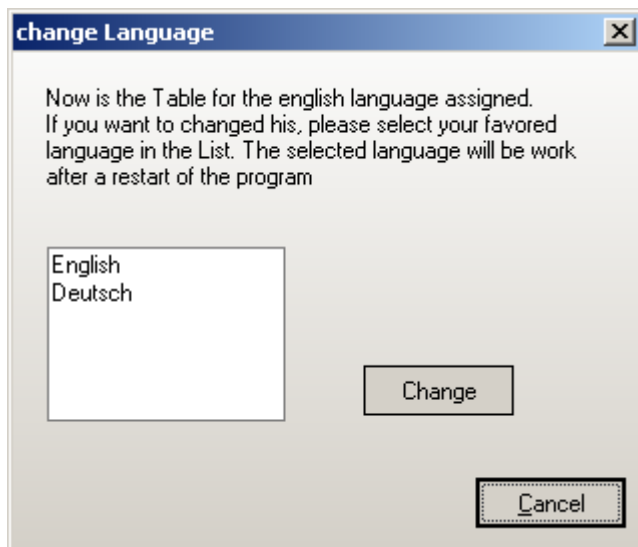 change Language
Now is the Table for the english language assigned.
If you want to changed his, please select your favored
language in the List. The selected language will be work
after a restart of the program
English
Deutsch
Change
Cancel